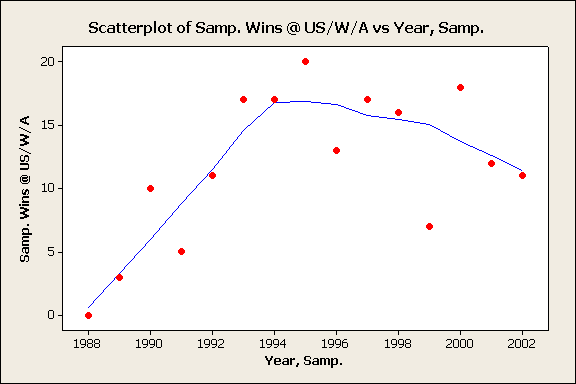 Scatterplot of Samp. Wins @ US/W/A vs Year, Samp.
20
15
10
5
0
Samp. Wins @ US/W/A
1988 1990 1992 1994 1996 1998 2000 2002
Year, Samp.